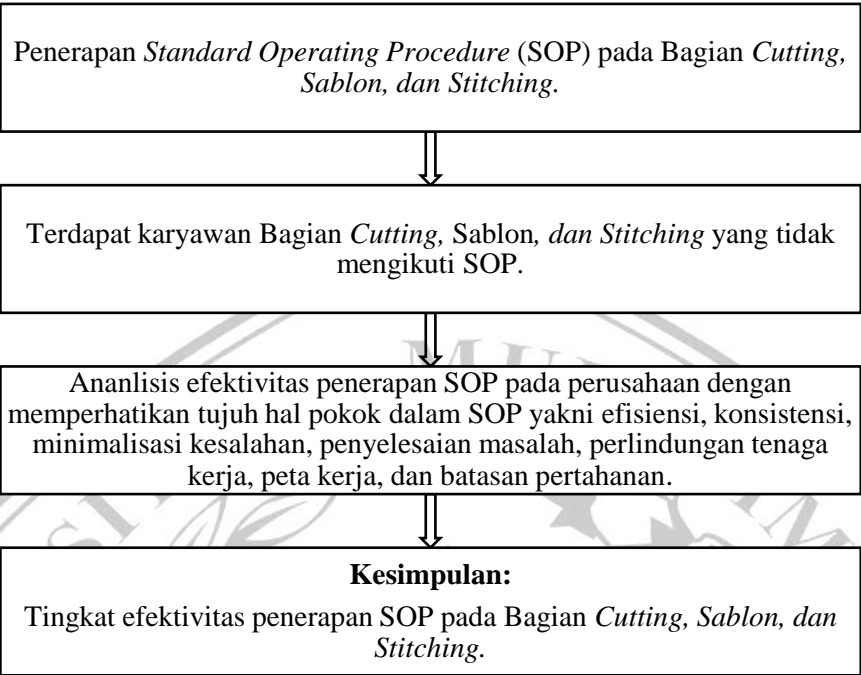 Penerapan Standard Operating Procedure (SOP) pada Bagian Cutting,
Sablon, dan Stitching.
Terdapat karyawan Bagian Cutting, Sablon, dan Stitching yang tidak
mengikuti SOP.
Ananlisis efektivitas penerapan SOP pada perusahaan dengan
memperhatikan tujuh hal pokok dalam SOP yakni efisiensi, konsistensi,
minimalisasi kesalahan, penyelesaian masalah, perlindungan tenaga
kerja, peta kerja, dan batasan pertahanan.
Kesimpulan:
Tingkat efektivitas penerapan SOP pada Bagian Cutting, Sablon, dan
Stitching.